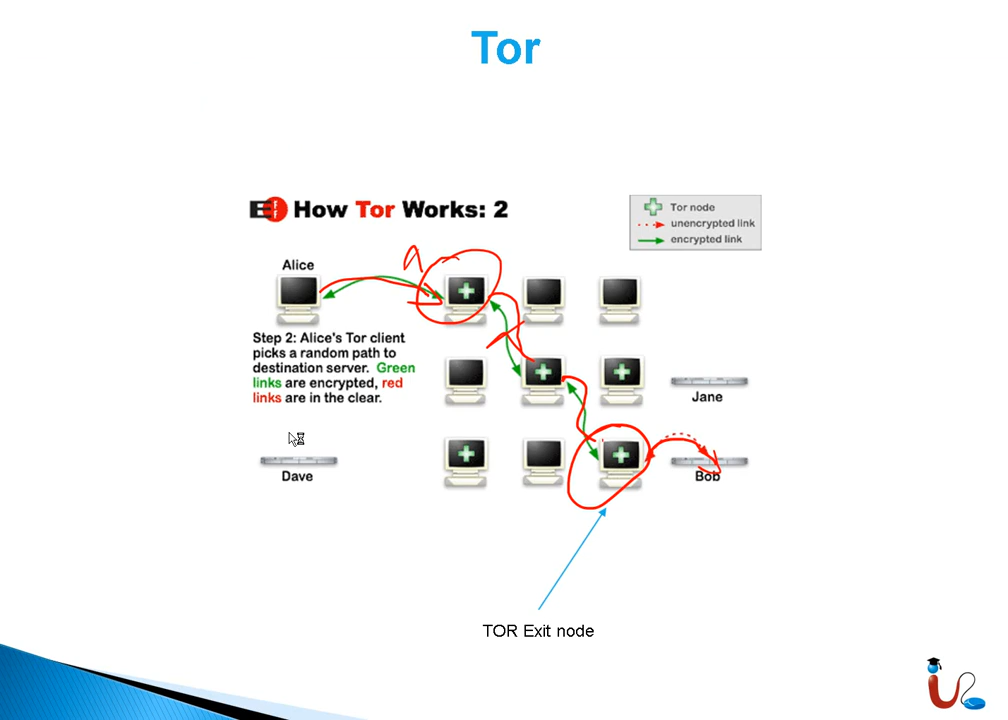 Tor
EFF How Tor Works: 2
Tor node
unencrypted link
encrypted link
Alice
Step 2: Alice's Tor client
picks a random path to
destination server. Green
links are encrypted, red
links are in the clear.
Jane
Dave
Bob
TOR Exit node